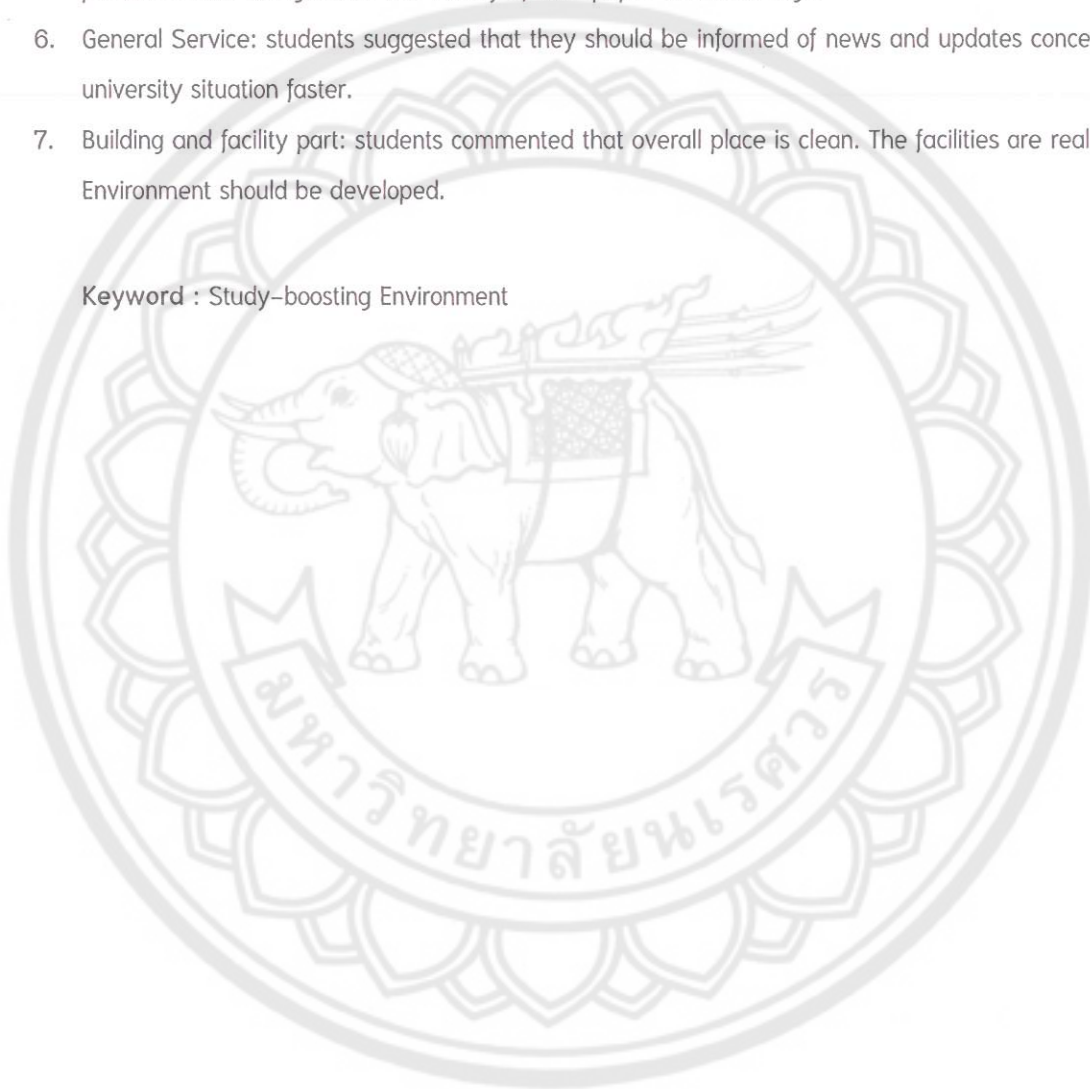 6. General Service: students suggested that they should be informed of news and updates conce
university situation faster.
7. Building and facility part: students commented that overall place is clean. The facilities are real
Environment should be developed.
Keyword : Study–boosting Environment
มหาวิทยาลัยนเรศวร